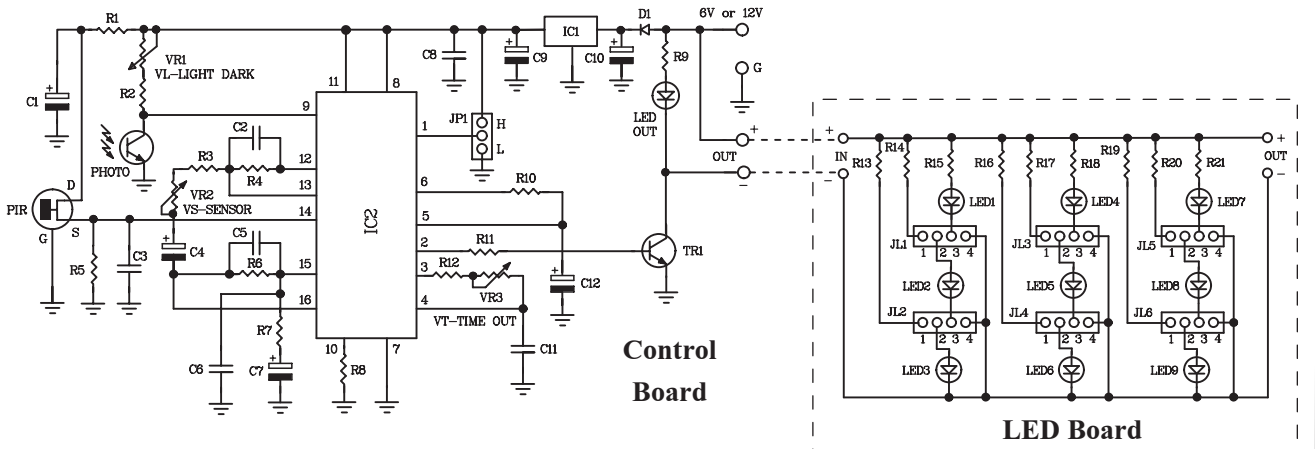 R1
D1
6V or 12V
IC1
VR1
VL-LIGHT DARK
C8
C9
C10
R9
G
R2
11
8
C1
LED
OUT
9
JP1
H
L
1
C2
PHOTO
R3
R4
12
13
+
OUT
-
+
IN
-
R13
R14
R15
R16
R17
R18
R19
R20
R21
+
OUT
-
D
PIR
G
S
VR2
VS-SENSOR
14
IC2
6
R10
5
LED1
LED4
LED7
JL1
1 2 3 4
JL3
1 2 3 4
JL5
1 2 3 4
R5
C3
C4
C5
R6
15
16
2
R11
TR1
3
R12
VR3
4
VT-TIME OUT
C12
LED2
LED5
LED8
JL2
1 2 3 4
JL4
1 2 3 4
JL6
1 2 3 4
R7
C6
C7
10
R8
7
C11
Control
Board
LED3
LED6
LED9
LED Board